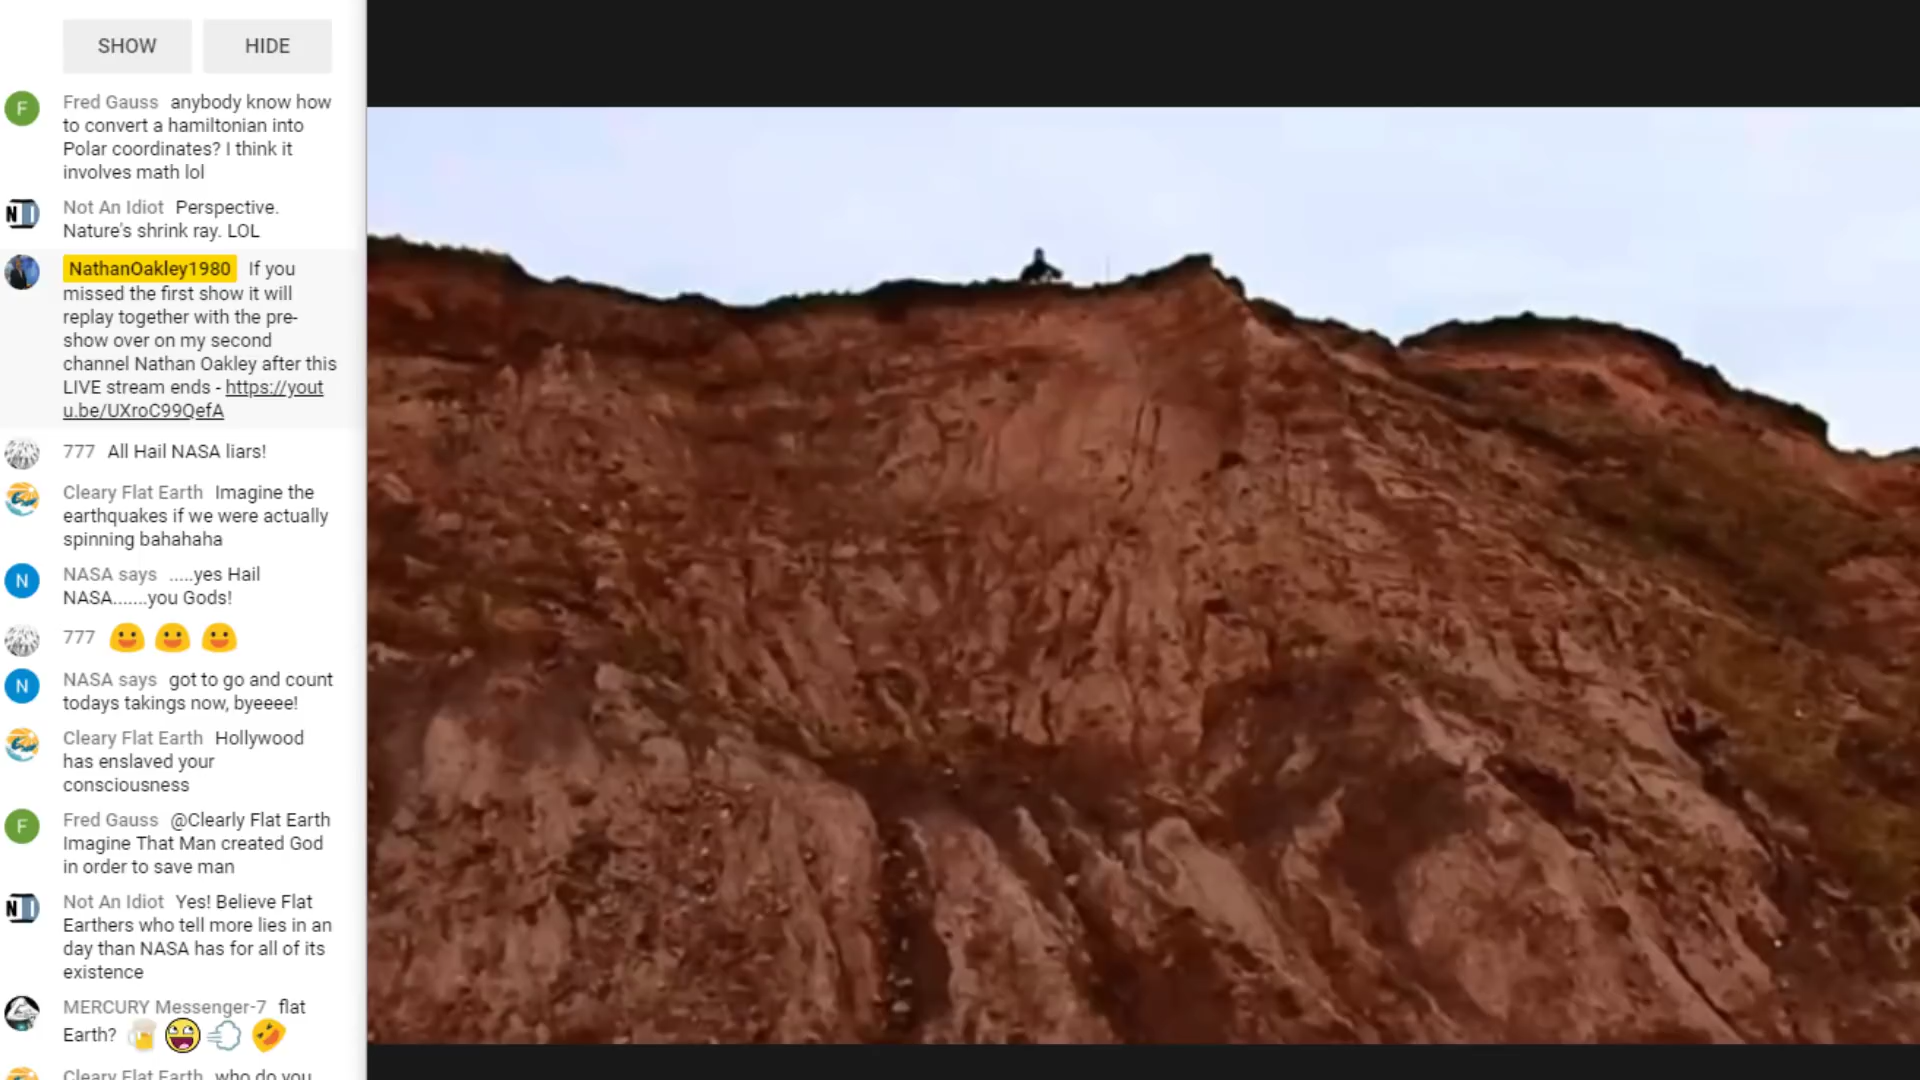 SHOW HIDE
Fred Gauss anybody know how
to convert a hamiltonian into
Polar coordinates? I think it
involves math lol
Not An Idiot Perspective.
Nature's shrink ray. LOL
NathanOakley1980 If you
missed the first show it will
replay together with the pre-
show over on my second
channel Nathan Oakley after this
LIVE stream ends - https://yout
u.be/UXroC99QefA
777 All Hail NASA liars!
Cleary Flat Earth Imagine the
earthquakes if we were actually
spinning bahahaha
NASA says .....yes Hail
NASA.......you Gods!
777
NASA says got to go and count
todays takings now, byeeee!
Cleary Flat Earth Hollywood
has enslaved your
consciousness
Fred Gauss @Clearly Flat Earth
Imagine That Man created God
in order to save man
Not An Idiot Yes! Believe Flat
Earthers who tell more lies in an
day than NASA has for all of its
existence
MERCURY Messenger-7 flat
Earth?
Cleary Flat Earth who do you